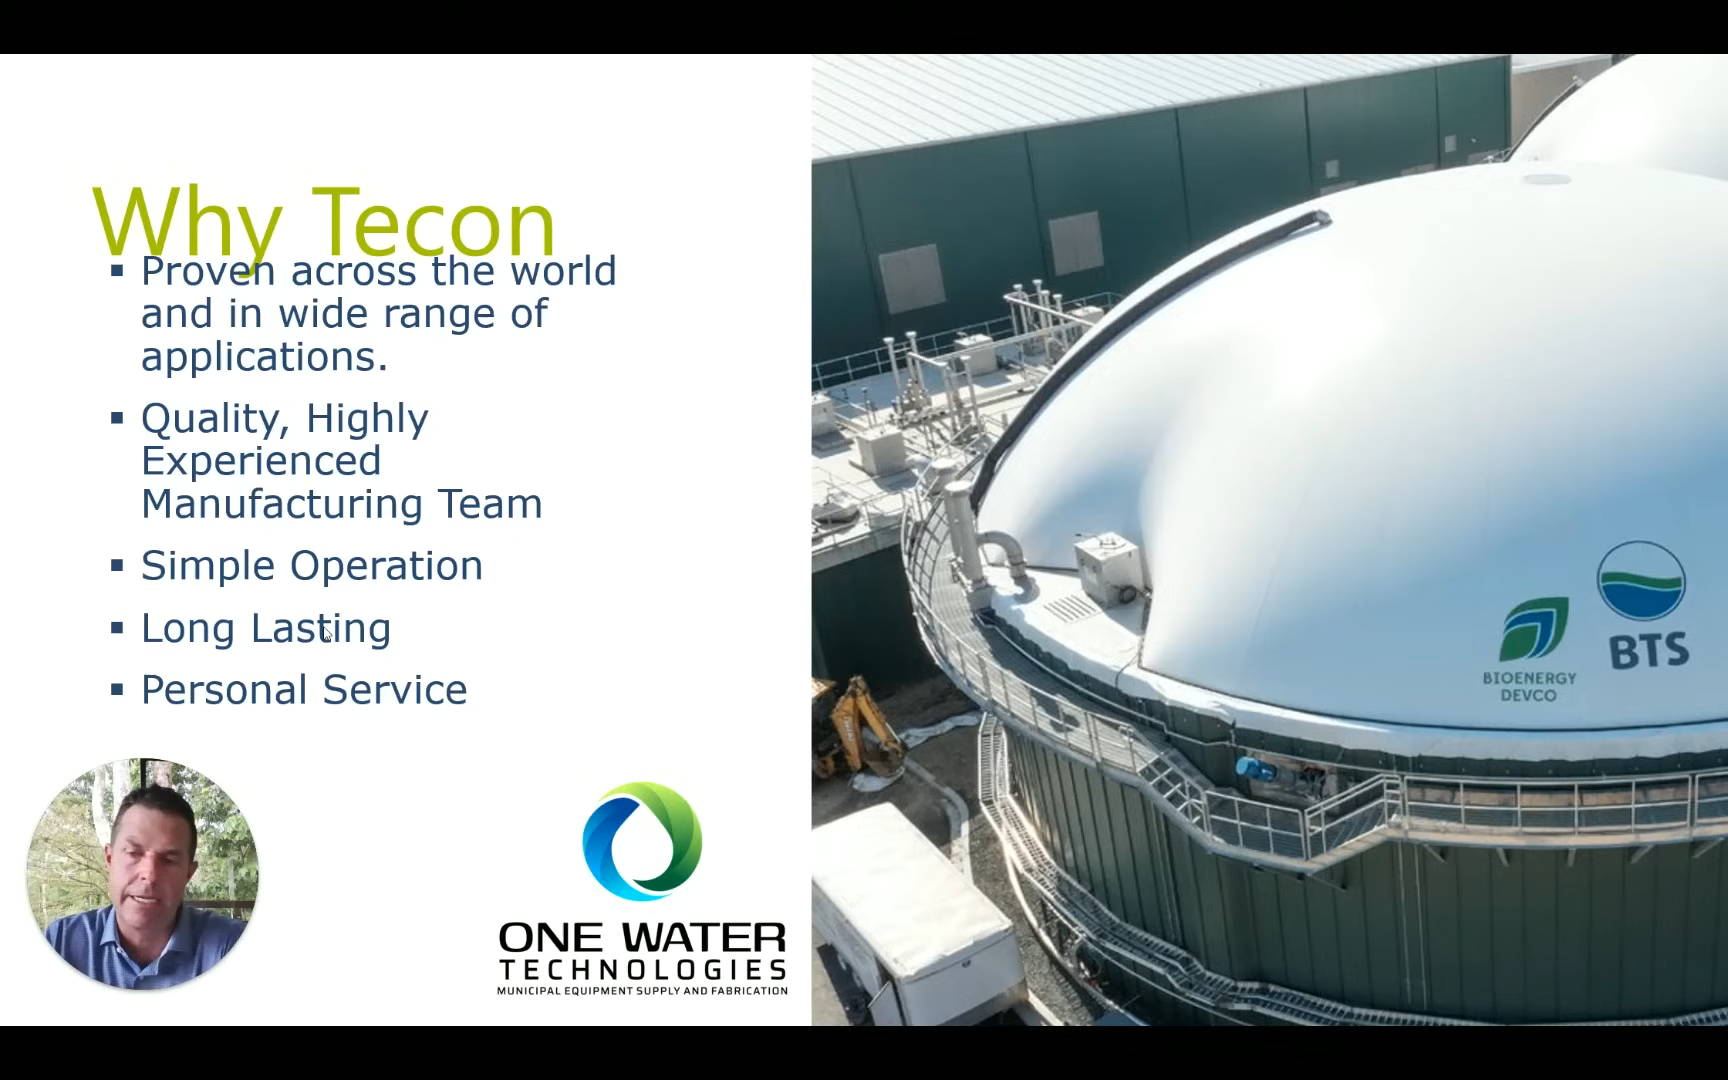 Why Tecon
▪ Proven across the world
and in wide range of
applications.
▪ Quality, Highly
Experienced
Manufacturing Team
▪ Simple Operation
▪ Long Lasting
▪ Personal Service
ONE WATER
TECHNOLOGIES
MUNICIPAL EQUIPMENT SUPPLY AND FABRICATION
BIOENERGY
DEVCO
BTS